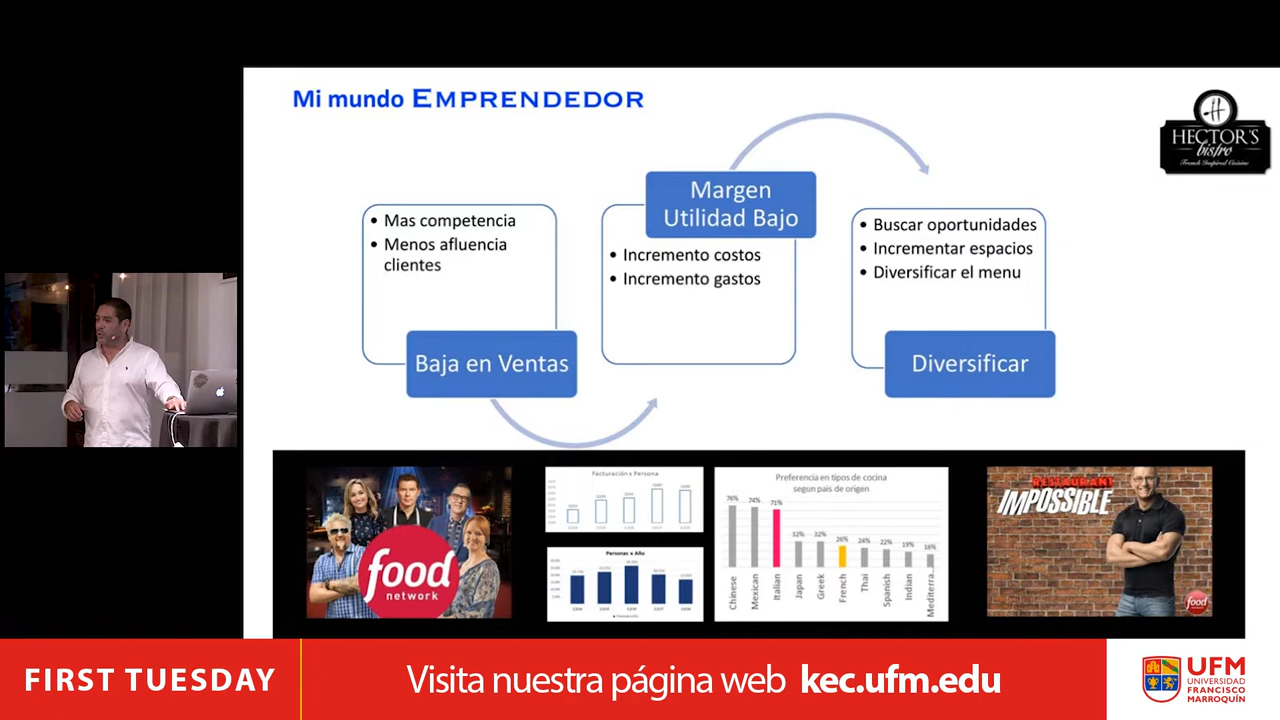 Mi mundo EMPRENDEDOR
HECTOR'S
bistro
French Inspired Cuisine
• Mas competencia
• Menos afluencia
clientes
Baja en Ventas
Margen
Utilidad Bajo
• Incremento costos
• Incremento gastos
• Buscar oportunidades
• Incrementar espacios
• Diversificar el menu
Diversificar
food
network
Facturación x Persona
Personas x Año
Preferencia en tipos de cocina
segun pais de origen
76% 74% 71% 32% 32% 26% 24% 22% 19% 16%
Chinese
Mexican
Italian
Japan
Greek
French
Thai
Spanish
Indian
Mediterra...
RESTAURANT
IMPOSSIBLE
food
FIRST TUESDAY
Visita nuestra página web kec.ufm.edu
UFM
UNIVERSIDAD
FRANCISCO
MARROQUÍN